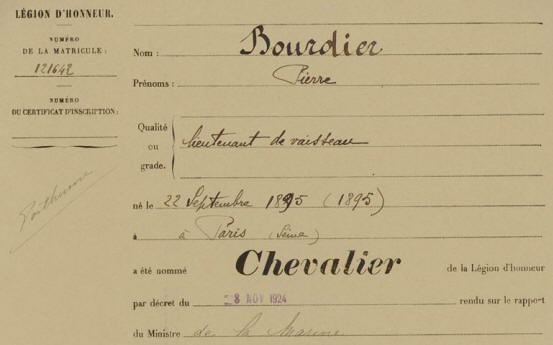 LÉGION D'HONNEUR.
NUMÉRO
DE LA MATRICULE :
121642
NUMÉRO
DU CERTIFICAT D'INSCRIPTION :
Posthume
Nom : Bourdier
Prénoms : Pierre
Qualité
ou
grade.
lieutenant de vaisseau
né le 22 Septembre 1895 (1895)
à à Paris (Seine)
a été nommé Chevalier de la Légion d'honneur
par décret du 28 NOV 1924 rendu sur le rapport
du Ministre de la Marine